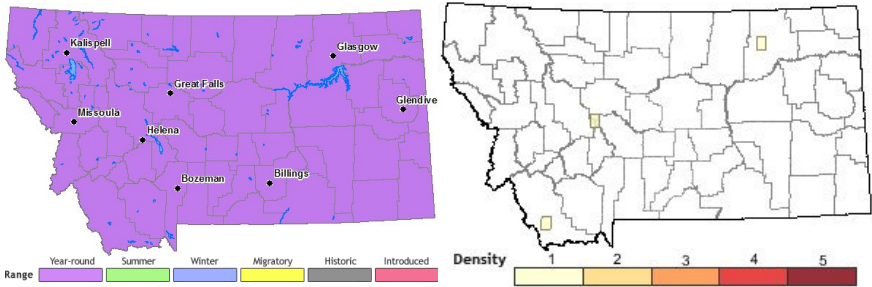 Kalispell
Glasgow
Great Falls
Glendive
Missoula
Helena
Bozeman
Billings
Range
Year-round Summer Winter Migratory Historic Introduced
Density
1 2 3 4 5